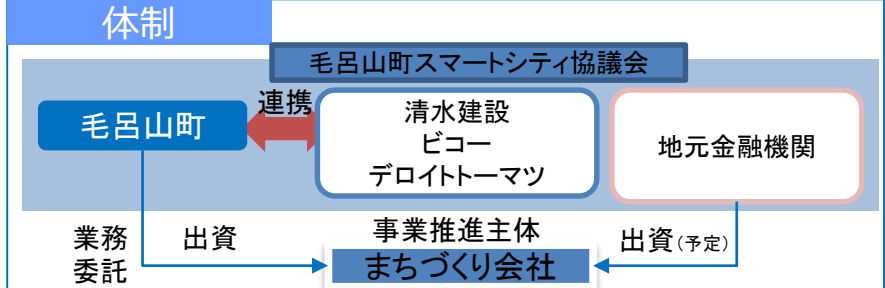 体制
毛呂山町スマートシティ協議会
毛呂山町
連携
清水建設
ビコー
デロイトトーマツ
地元金融機関
業務
委託
出資
事業推進主体
まちづくり会社
出資(予定)